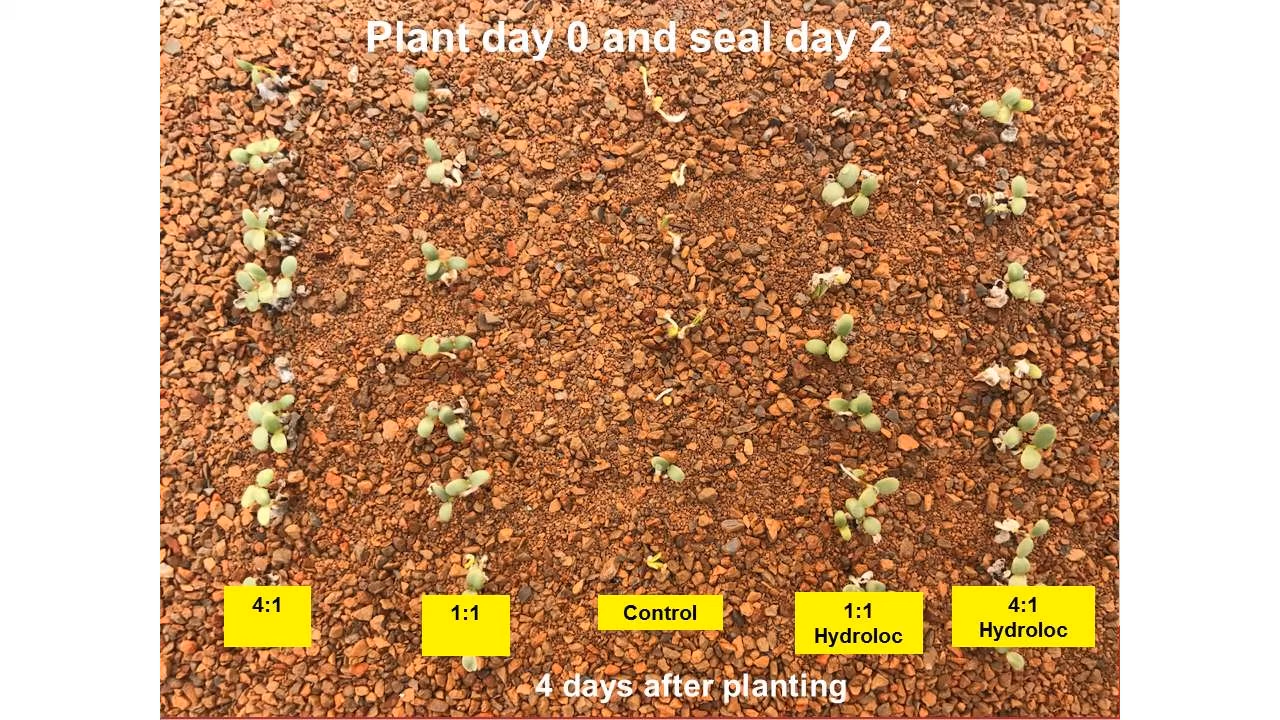 Plant day 0 and seal day 2
4:1
1:1
Control
1:1
Hydroloc
4:1
Hydroloc
4 days after planting